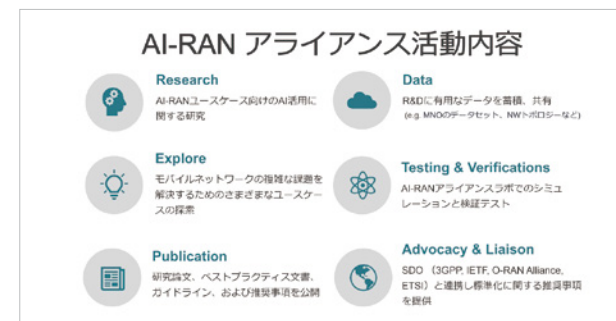 AI-RAN アライアンス活動内容
Research
AI-RANユースケース向けのAI活用に
関する研究
Data
R&Dに有用なデータを蓄積、共有
(e.g. MNOのデータセット、NWトポロジーなど)
Explore
モバイルネットワークの複雑な課題を
解決するためのさまざまなユースケー
スの探索
Testing & Verifications
AI-RANアライアンスラボでのシミュ
レーションと検証テスト
Publication
研究論文、ベストプラクティス文書、
ガイドライン、および推奨事項を公開
Advocacy & Liaison
SDO （3GPP, IETF, O-RAN Alliance,
ETSI）と連携し標準化に関する推奨事項
を提供